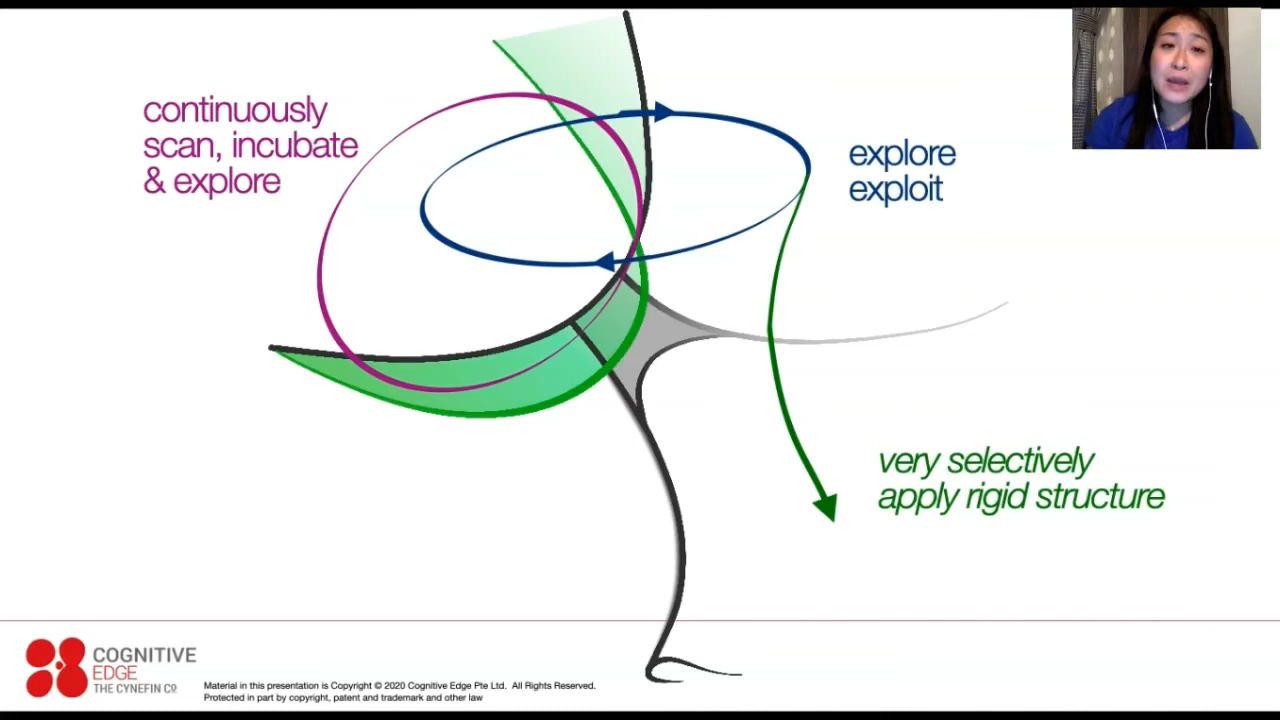 continuously
scan, incubate
& explore
explore
exploit
very selectively
apply rigid structure
COGNITIVE
EDGE
THE CYNEFIN CO.
Material in this presentation is Copyright © 2020 Cognitive Edge Pte Ltd. All Rights Reserved.
Protected in part by copyright, patent and trademark and other law